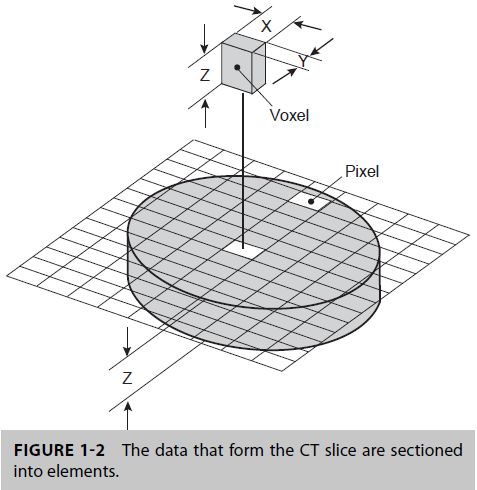 X
Y
Z
Voxel
Pixel
Z
FIGURE 1-2 The data that form the CT slice are sectioned
into elements.